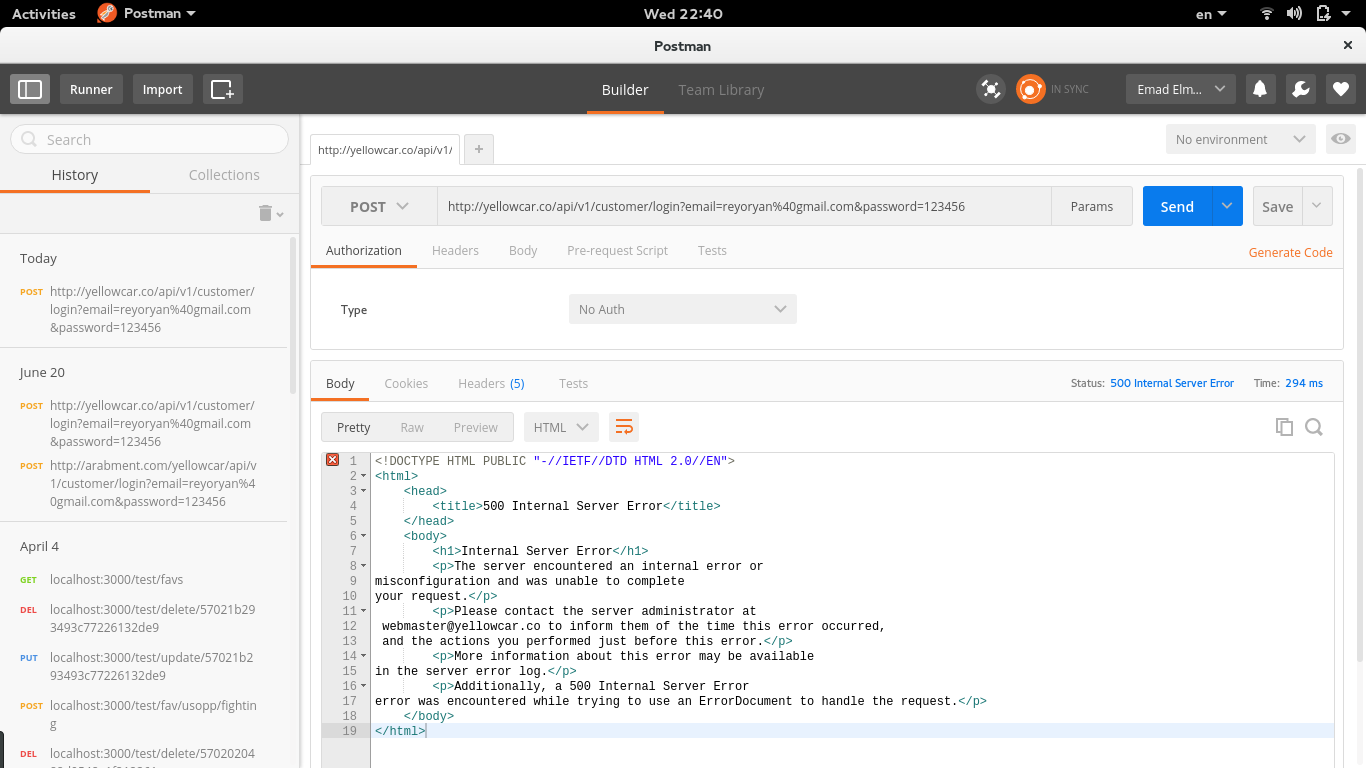 Activities Postman Wed 22:40 en
Postman ×
Runner Import Builder Team Library IN SYNC Emad Elm...
Search
History Collections
Today
POST http://yellowcar.co/api/v1/customer/
login?email=reyoryan%40gmail.com
&password=123456
June 20
POST http://yellowcar.co/api/v1/customer/
login?email=reyoryan%40gmail.com
&password=123456
POST http://arabment.com/yellowcar/api/v
1/customer/login?email=reyoryan%4
0gmail.com&password=123456
April 4
GET localhost:3000/test/favs
DEL localhost:3000/test/delete/57021b29
3493c77226132de9
PUT localhost:3000/test/update/57021b2
93493c77226132de9
POST localhost:3000/test/fav/usopp/fightin
g
DEL localhost:3000/test/delete/57020204
http://yellowcar.co/api/v1/ +
No environment
POST http://yellowcar.co/api/v1/customer/login?email=reyoryan%40gmail.com&password=123456 Params Send Save
Authorization Headers Body Pre-request Script Tests Generate Code
Type No Auth
Body Cookies Headers (5) Tests Status: 500 Internal Server Error Time: 294 ms
Pretty Raw Preview HTML
1 <!DOCTYPE HTML PUBLIC "-//IETF//DTD HTML 2.0//EN">
2 <html>
3 <head>
4 <title>500 Internal Server Error</title>
5 </head>
6 <body>
7 <h1>Internal Server Error</h1>
8 <p>The server encountered an internal error or
9 misconfiguration and was unable to complete
10 your request.</p>
11 <p>Please contact the server administrator at
12 webmaster@yellowcar.co to inform them of the time this error occurred,
13 and the actions you performed just before this error.</p>
14 <p>More information about this error may be available
15 in the server error log.</p>
16 <p>Additionally, a 500 Internal Server Error
17 error was encountered while trying to use an ErrorDocument to handle the request.</p>
18 </body>
19 </html>